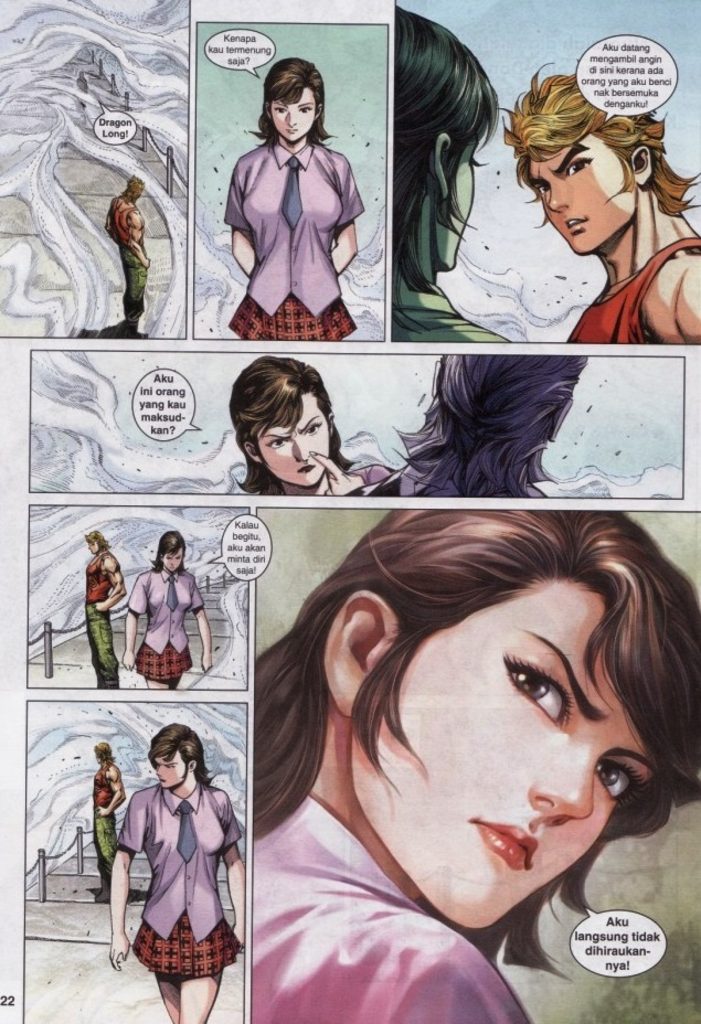 Dragon
Long!
Kenapa
kau termenung
saja?
Aku datang
mengambil angin
di sini kerana ada
orang yang aku benci
nak bersemuka
denganku!
Aku
ini orang
yang kau
maksud-
kan?
Kalau
begitu,
aku akan
minta diri
saja!
Aku
langsung tidak
dihiraukan-
nya!
22